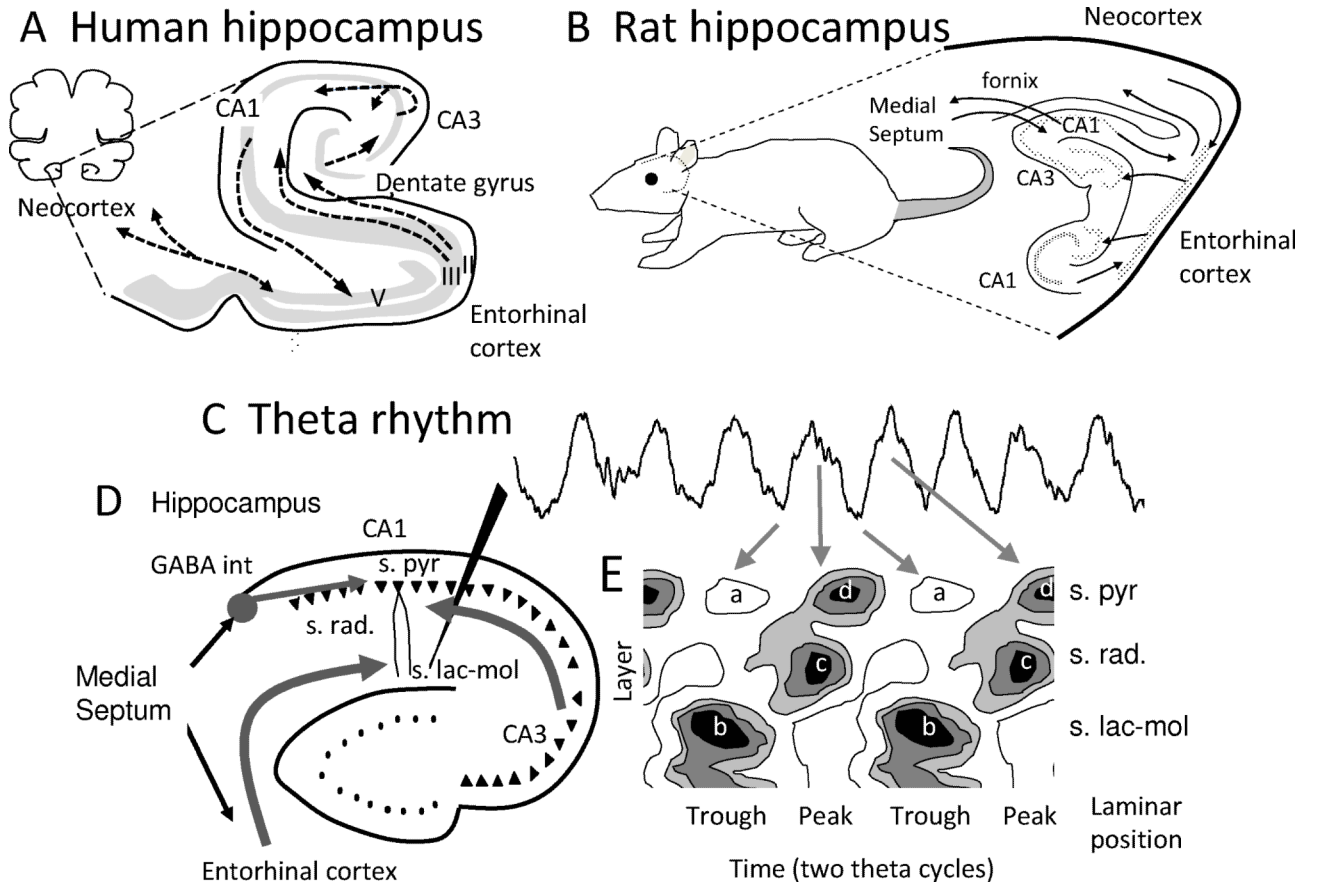 A Human hippocampus
CA1
CA3
Dentate gyrus
Neocortex
III
II
V
Entorhinal
cortex
B Rat hippocampus
Neocortex
fornix
Medial
Septum
CA1
CA3
CA1
Entorhinal
cortex
C Theta rhythm
D Hippocampus
CA1
GABA int
s. pyr
s. rad.
s. lac-mol
Medial
Septum
CA3
Entorhinal cortex
E
Layer
a
d
a
d
c
c
b
b
s. pyr
s. rad.
s. lac-mol
Trough Peak Trough Peak
Laminar
position
Time (two theta cycles)